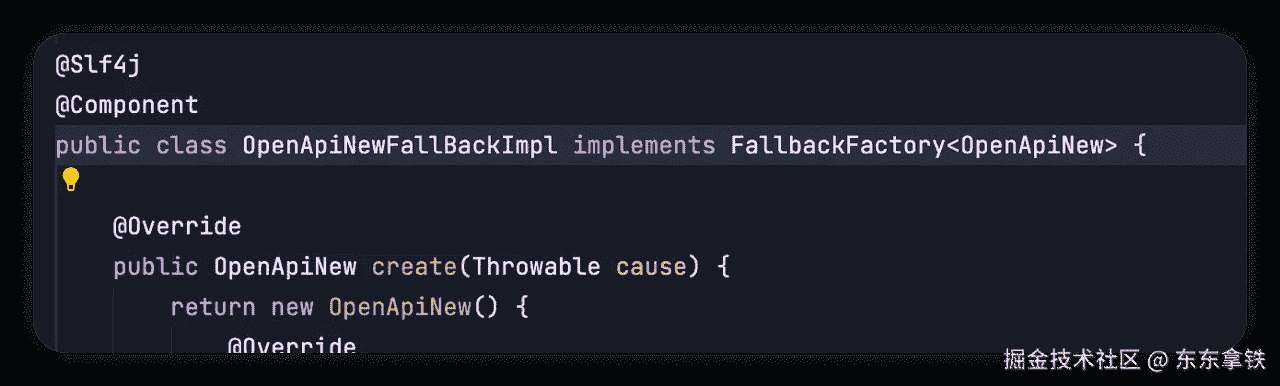 @Slf4j
@Component
public class OpenApiNewFallBackImpl implements FallbackFactory<OpenApiNew> {
@Override
public OpenApiNew create(Throwable cause) {
return new OpenApiNew() {
@Override
掘金技术社区 @ 东东拿铁